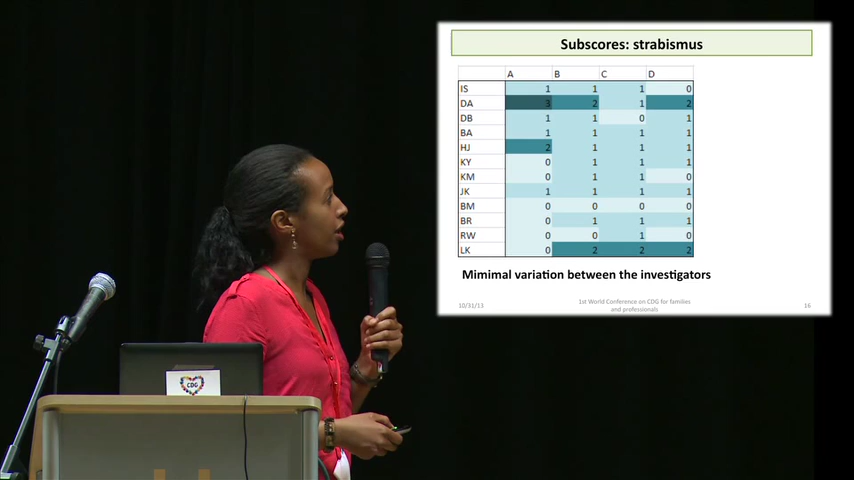 Subscores: strabismus
A B C D
IS 1 1 1 0
DA 3 2 1 2
DB 1 1 0 1
BA 1 1 1 1
HJ 2 1 1 1
KY 0 1 1 1
KM 0 1 1 0
JK 1 1 1 1
BM 0 0 0 0
BR 0 1 1 1
RW 0 0 1 0
LK 0 2 2 2
Mimimal variation between the investigators
10/31/13
1st World Conference on CDG for families
and professionals
16
CDG